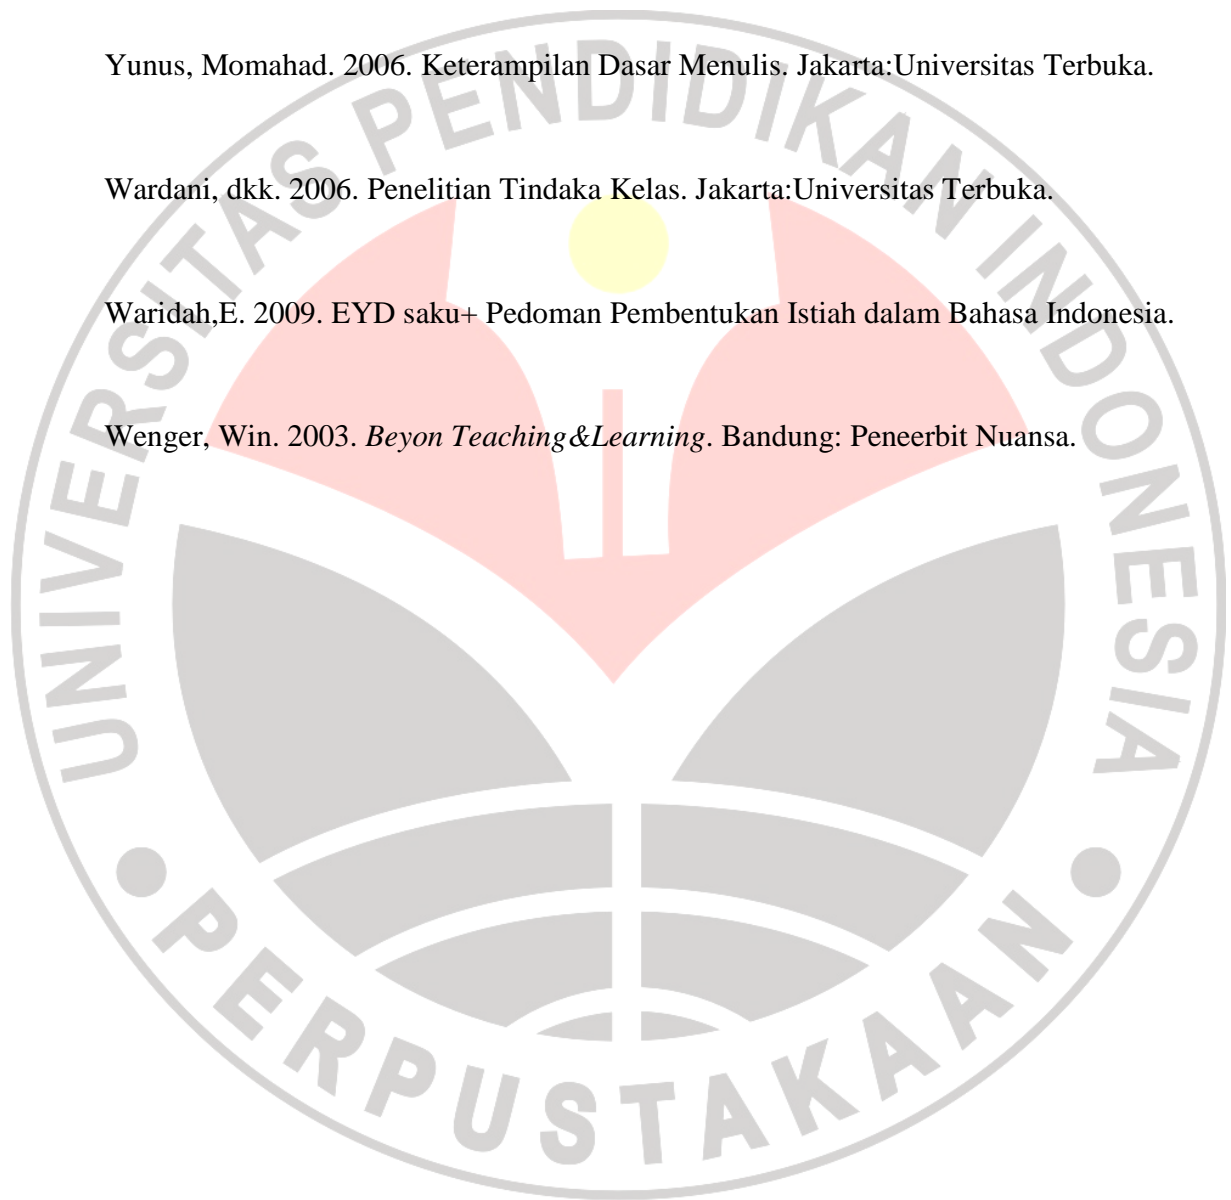 Yunus, Momahad. 2006. Keterampilan Dasar Menulis. Jakarta:Universitas Terbuka.
Wardani, dkk. 2006. Penelitian Tindaka Kelas. Jakarta:Universitas Terbuka.
Waridah,E. 2009. EYD saku+ Pedoman Pembentukan Istiah dalam Bahasa Indonesia.
Wenger, Win. 2003. Beyon Teaching&Learning. Bandung: Peneerbit Nuansa.
UNIVERSITAS PENDIDIKAN INDONESIA
PERPUSTAKAAN